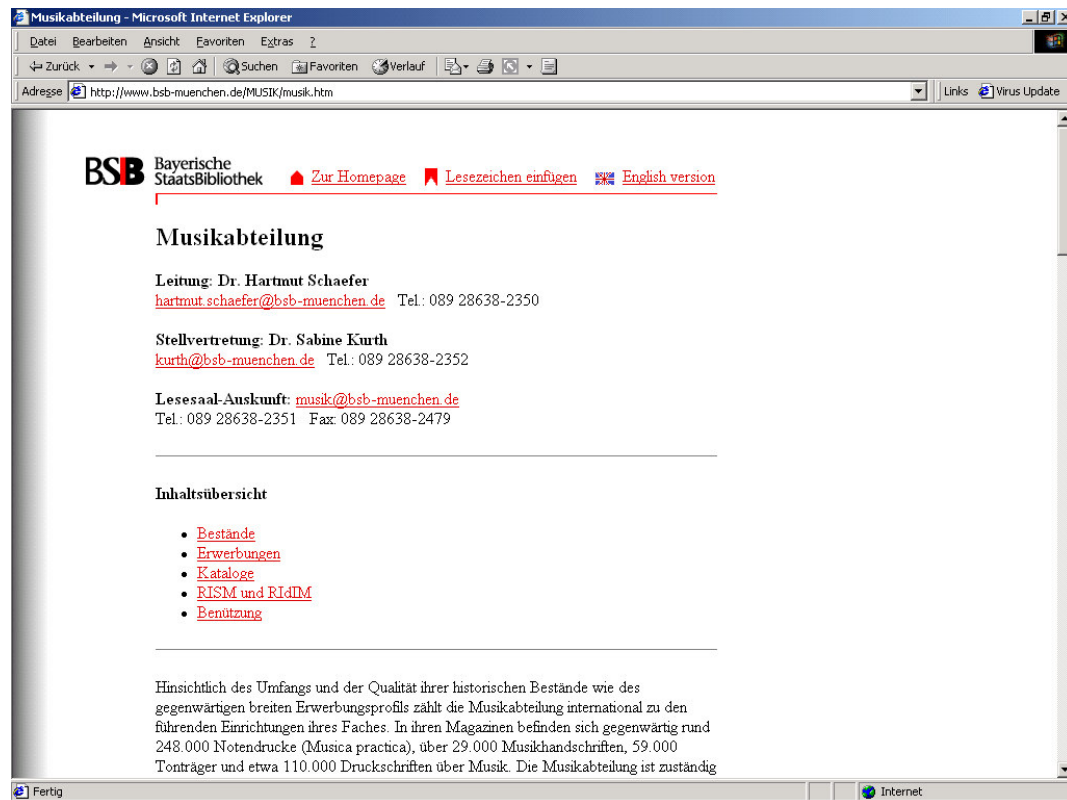 Musikabteilung - Microsoft Internet Explorer
Datei Bearbeiten Ansicht Favoriten Extras ?
Zurück Suchen Favoriten Verlauf
Adresse http://www.bsb-muenchen.de/MUSIK/musik.htm Links Virus Update
BSB Bayerische StaatsBibliothek Zur Homepage Lesezeichen einfügen English version
Musikabteilung
Leitung: Dr. Hartmut Schaefer
hartmut.schaefer@bsb-muenchen.de Tel.: 089 28638-2350
Stellvertretung: Dr. Sabine Kurth
kurth@bsb-muenchen.de Tel.: 089 28638-2352
Lesesaal-Auskunft: musik@bsb-muenchen.de
Tel.: 089 28638-2351 Fax: 089 28638-2479
Inhaltsübersicht
• Bestände
• Erwerbungen
• Kataloge
• RISM und RIdIM
• Benützung
Hinsichtlich des Umfangs und der Qualität ihrer historischen Bestände wie des
gegenwärtigen breiten Erwerbungsprofils zählt die Musikabteilung international zu den
führenden Einrichtungen ihres Faches. In ihren Magazinen befinden sich gegenwärtig rund
248.000 Notendrucke (Musica practica), über 29.000 Musikhandschriften, 59.000
Tonträger und etwa 110.000 Druckschriften über Musik. Die Musikabteilung ist zuständig
Fertig Internet